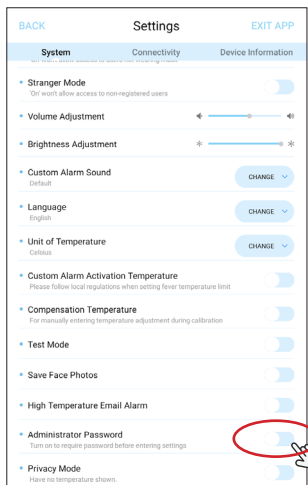 BACK Settings EXIT APP
System Connectivity Device Information
Stranger Mode
'On' won't allow access to non-registered users
Volume Adjustment
Brightness Adjustment
Custom Alarm Sound
Default
CHANGE
Language
English
CHANGE
Unit of Temperature
Celsius
CHANGE
Custom Alarm Activation Temperature
Please follow local regulations when setting fever temperature limit
Compensation Temperature
For manually entering temperature adjustment during calibration
Test Mode
Save Face Photos
High Temperature Email Alarm
Administrator Password
Turn on to require password before entering settings
Privacy Mode
Have no temperature shown.